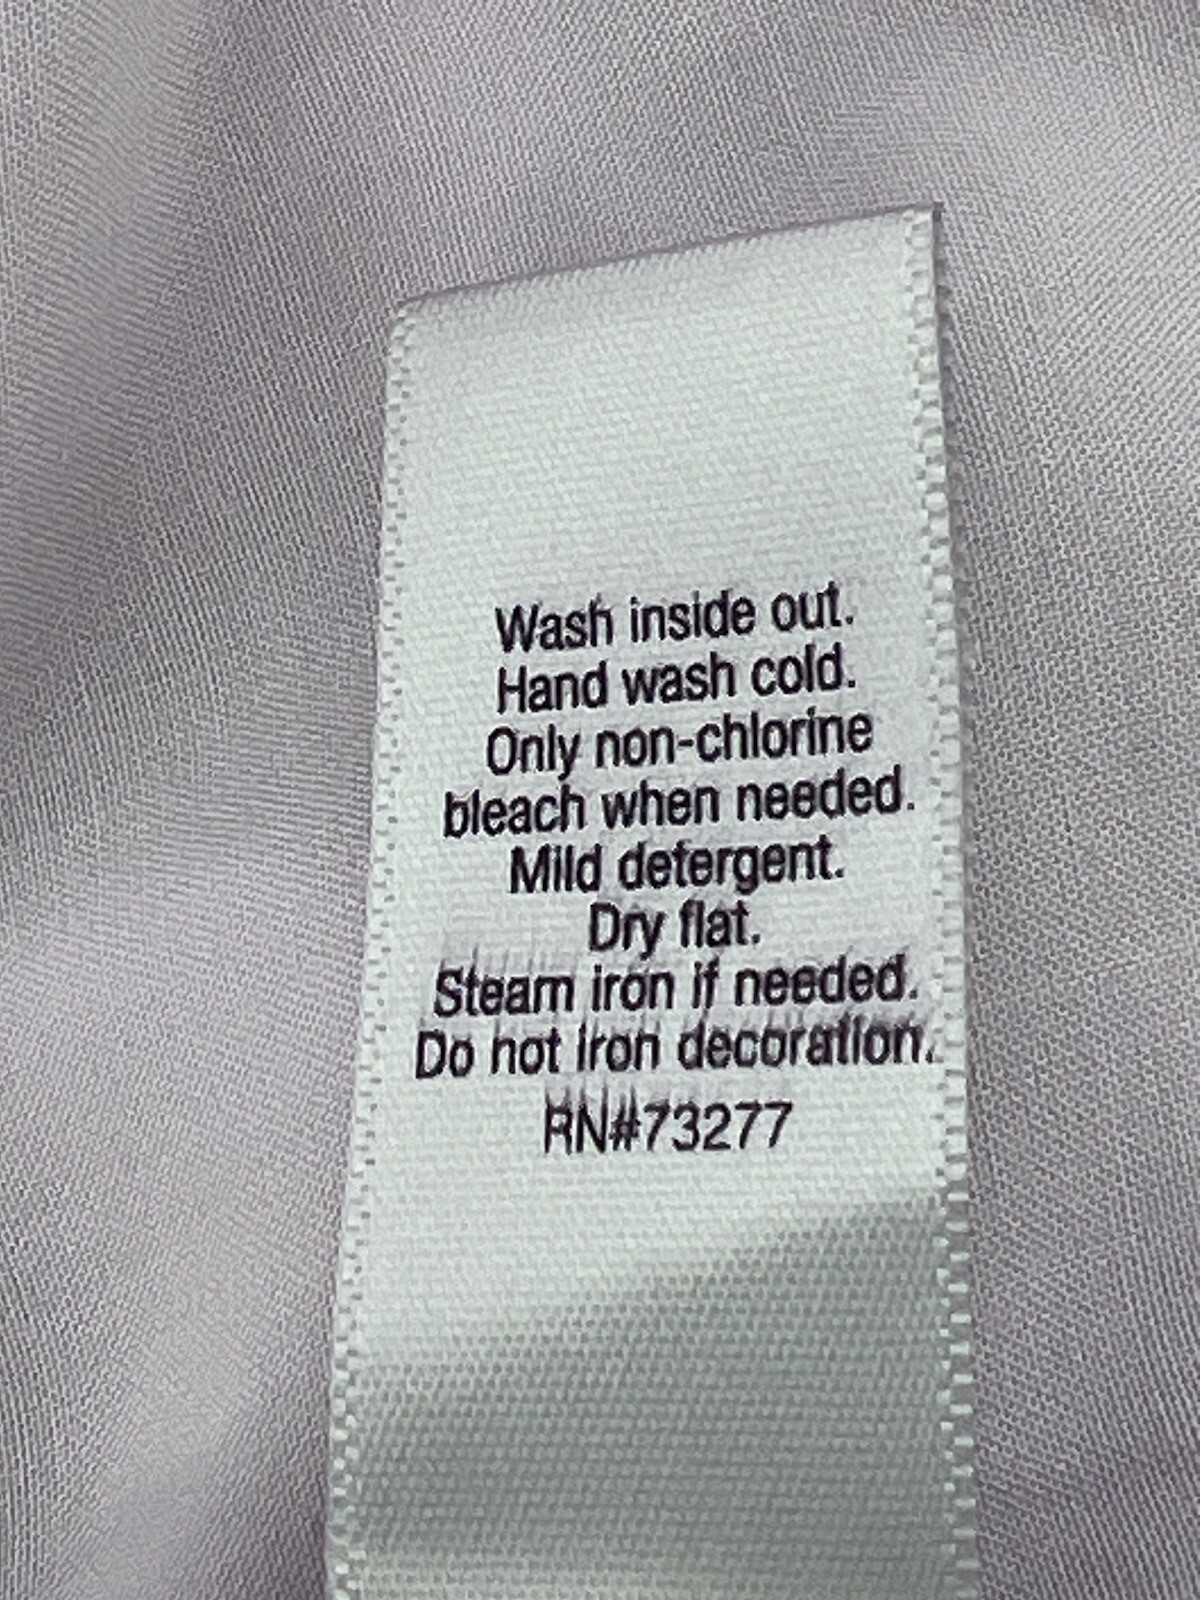 Wash inside out.
Hand wash cold.
Only non-chlorine
bleach when needed.
Mild detergent.
Dry flat.
Steam iron if needed.
Do not iron decoration.
RN#73277